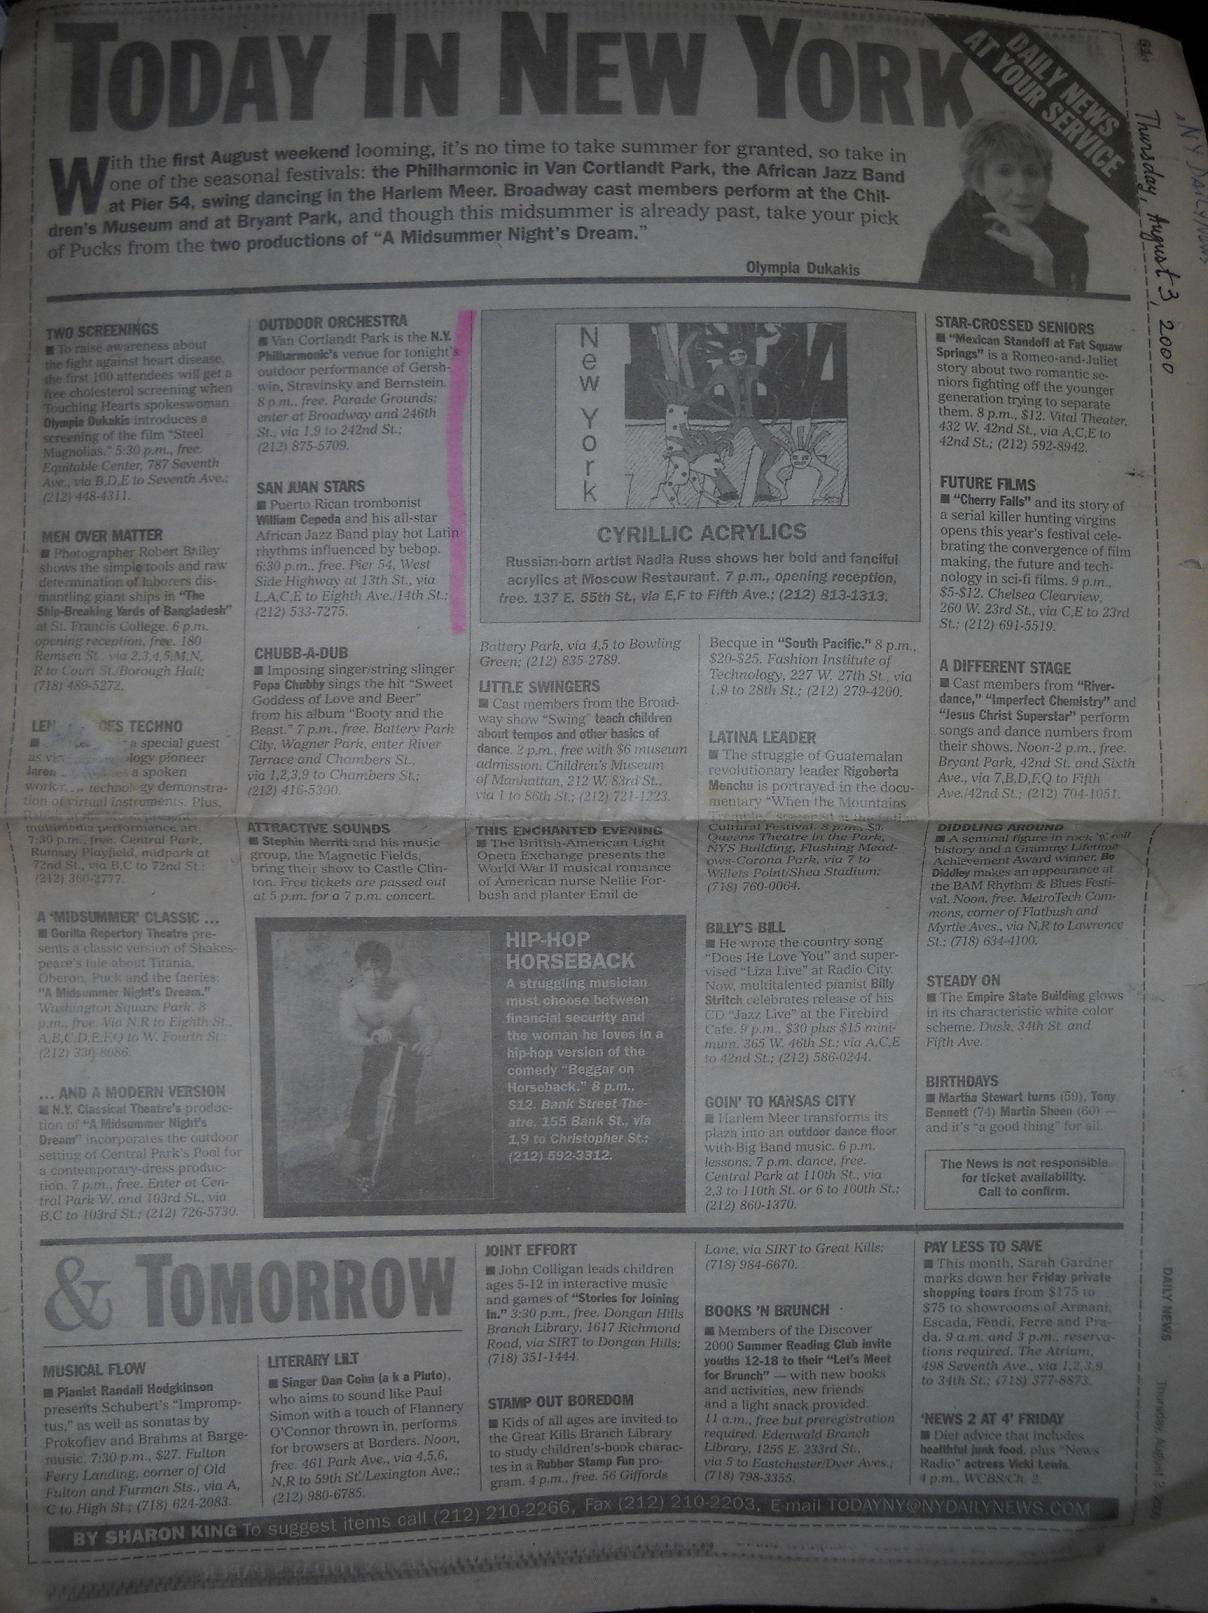 TODAY IN NEW YORK
DAILY NEWS
AT YOUR SERVICE
NY DAILY NEWS
Thursday, August 3, 2000
With the first August weekend looming, it's no time to take summer for granted, so take in
one of the seasonal festivals: the Philharmonic in Van Cortlandt Park, the African Jazz Band
at Pier 54, swing dancing in the Harlem Meer. Broadway cast members perform at the Chil-
dren's Museum and at Bryant Park, and though this midsummer is already past, take your pick
of Pucks from the two productions of “A Midsummer Night's Dream.”
Olympia Dukakis
TWO SCREENINGS
■ To raise awareness about
the fight against heart disease,
the first 100 attendees will get a
free cholesterol screening when
Touching Hearts spokeswoman
Olympia Dukakis introduces a
screening of the film “Steel
Magnolias.” 5:30 p.m., free.
Equitable Center, 787 Seventh
Ave., via B,D,E to Seventh Ave.;
(212) 448-4311.
MEN OVER MATTER
■ Photographer Robert Bailey
shows the simple tools and raw
determination of laborers dis-
mantling giant ships in “The
Ship-Breaking Yards of Bangladesh”
at St. Francis College. 6 p.m.
opening reception, free. 180
Remsen St., via 2,3,4,5,M,N,
R to Court St./Borough Hall;
(718) 489-5272.
TECHNO
■ a special guest
as
Jaron a spoken
technology demonstra-
tion of virtual instruments. Plus,
multimedia performance art.
7:30 p.m., free. Central Park,
Rumsey Playfield, midpark at
72nd St., via B,C to 72nd St.;
(212) 360-2777.
A ‘MIDSUMMER’ CLASSIC ...
■ Gorilla Repertory Theatre pre-
sents a classic version of Shakes-
peare's tale about Titania,
Oberon, Puck and the faeries:
“A Midsummer Night's Dream.”
Washington Square Park. 8
p.m., free. Via N,R to Eighth St.,
A,B,C,D,E,F,Q to W. Fourth St.;
(212) 330-8086.
... AND A MODERN VERSION
■ N.Y. Classical Theatre's produc-
tion of “A Midsummer Night's
Dream” incorporates the outdoor
setting of Central Park's Pool for
a contemporary-dress produc-
tion. 7 p.m., free. Enter at Cen-
tral Park W. and 103rd St., via
B,C to 103rd St.; (212) 726-5730.
OUTDOOR ORCHESTRA
■ Van Cortlandt Park is the N.Y.
Philharmonic's venue for tonight's
outdoor performance of Gersh-
win, Stravinsky and Bernstein.
8 p.m., free. Parade Grounds;
enter at Broadway and 246th
St., via 1,9 to 242nd St.;
(212) 875-5709.
SAN JUAN STARS
■ Puerto Rican trombonist
William Cepeda and his all-star
African Jazz Band play hot Latin
rhythms influenced by bebop.
6:30 p.m., free. Pier 54, West
Side Highway at 13th St., via
L,A,C,E to Eighth Ave./14th St.;
(212) 533-7275.
CHUBB-A-DUB
■ Imposing singer/string slinger
Popa Chubby sings the hit “Sweet
Goddess of Love and Beer”
from his album “Booty and the
Beast.” 7 p.m., free. Battery Park
City, Wagner Park, enter River
Terrace and Chambers St.,
via 1,2,3,9 to Chambers St.;
(212) 416-5300.
ATTRACTIVE SOUNDS
■ Stephin Merritt and his music
group, the Magnetic Fields,
bring their show to Castle Clin-
ton. Free tickets are passed out
at 5 p.m. for a 7 p.m. concert.
New York
CYRILLIC ACRYLICS
Russian-born artist Nadia Russ shows her bold and fanciful
acrylics at Moscow Restaurant. 7 p.m., opening reception,
free. 137 E. 55th St., via E,F to Fifth Ave.; (212) 813-1313.
Battery Park, via 4,5 to Bowling
Green; (212) 835-2789.
LITTLE SWINGERS
■ Cast members from the Broad-
way show “Swing” teach children
about tempos and other basics of
dance. 2 p.m., free with $6 museum
admission. Children's Museum
of Manhattan, 212 W. 83rd St.,
via 1 to 86th St.; (212) 721-1223.
THIS ENCHANTED EVENING
■ The British-American Light
Opera Exchange presents the
World War II musical romance
of American nurse Nellie For-
bush and planter Emil de
HIP-HOP
HORSEBACK
A struggling musician
must choose between
financial security and
the woman he loves in a
hip-hop version of the
comedy “Beggar on
Horseback.” 8 p.m.,
$12. Bank Street The-
atre, 155 Bank St., via
1,9 to Christopher St.;
(212) 592-3312.
Becque in “South Pacific.” 8 p.m.,
$20-$25. Fashion Institute of
Technology, 227 W. 27th St., via
1,9 to 28th St.; (212) 279-4200.
LATINA LEADER
■ The struggle of Guatemalan
revolutionary leader Rigoberta
Menchu is portrayed in the docu-
mentary “When the Mountains
Tremble,” screened at the Latino
Cultural Festival. 8 p.m., $5.
Queens Theatre in the Park,
NYS Building, Flushing Mead-
ows-Corona Park, via 7 to
Willets Point/Shea Stadium;
(718) 760-0064.
BILLY'S BILL
■ He wrote the country song
“Does He Love You” and super-
vised “Liza Live” at Radio City.
Now, multitalented pianist Billy
Stritch celebrates release of his
CD “Jazz Live” at the Firebird
Cafe. 9 p.m., $30 plus $15 mini-
mum. 365 W. 46th St.; via A,C,E
to 42nd St.; (212) 586-0244.
GOIN' TO KANSAS CITY
■ Harlem Meer transforms its
plaza into an outdoor dance floor
with Big Band music. 6 p.m.
lessons, 7 p.m. dance, free.
Central Park at 110th St., via
2,3 to 110th St. or 6 to 100th St.;
(212) 860-1370.
STAR-CROSSED SENIORS
■ “Mexican Standoff at Fat Squaw
Springs” is a Romeo-and-Juliet
story about two romantic se-
niors fighting off the younger
generation trying to separate
them. 8 p.m., $12. Vital Theater,
432 W. 42nd St., via A,C,E to
42nd St.; (212) 592-8942.
FUTURE FILMS
■ “Cherry Falls” and its story of
a serial killer hunting virgins
opens this year's festival cele-
brating the convergence of film
making, the future and tech-
nology in sci-fi films. 9 p.m.,
$5-$12. Chelsea Clearview,
260 W. 23rd St., via C,E to 23rd
St.; (212) 691-5519.
A DIFFERENT STAGE
■ Cast members from “River-
dance,” “Imperfect Chemistry” and
“Jesus Christ Superstar” perform
songs and dance numbers from
their shows. Noon-2 p.m., free.
Bryant Park, 42nd St. and Sixth
Ave., via 7,B,D,F,Q to Fifth
Ave./42nd St.; (212) 704-1051.
DIDDLING AROUND
■ A seminal figure in rock 'n' roll
history and a Grammy Lifetime
Achievement Award winner, Bo
Diddley makes an appearance at
the BAM Rhythm & Blues Festi-
val. Noon, free. MetroTech Com-
mons, corner of Flatbush and
Myrtle Aves., via N,R to Lawrence
St.; (718) 634-4100.
STEADY ON
■ The Empire State Building glows
in its characteristic white color
scheme. Dusk. 34th St. and
Fifth Ave.
BIRTHDAYS
■ Martha Stewart turns (59), Tony
Bennett (74) Martin Sheen (60) —
and it's “a good thing” for all.
The News is not responsible
for ticket availability.
Call to confirm.
& TOMORROW
MUSICAL FLOW
■ Pianist Randall Hodgkinson
presents Schubert's “Impromp-
tus,” as well as sonatas by
Prokofiev and Brahms at Barge-
music. 7:30 p.m., $27. Fulton
Ferry Landing, corner of Old
Fulton and Furman Sts., via A,
C to High St.; (718) 624-2083.
LITERARY LILT
■ Singer Dan Cohn (a k a Pluto),
who aims to sound like Paul
Simon with a touch of Flannery
O'Connor thrown in, performs
for browsers at Borders. Noon,
free. 461 Park Ave., via 4,5,6,
N,R to 59th St./Lexington Ave.;
(212) 980-6785.
JOINT EFFORT
■ John Colligan leads children
ages 5-12 in interactive music
and games of “Stories for Joining
In.” 3:30 p.m., free. Dongan Hills
Branch Library, 1617 Richmond
Road, via SIRT to Dongan Hills;
(718) 351-1444.
STAMP OUT BOREDOM
■ Kids of all ages are invited to
the Great Kills Branch Library
to study children's-book charac-
tes in a Rubber Stamp Fun pro-
gram. 4 p.m., free. 56 Giffords
Lane, via SIRT to Great Kills;
(718) 984-6670.
BOOKS 'N BRUNCH
■ Members of the Discover
2000 Summer Reading Club invite
youths 12-18 to their “Let's Meet
for Brunch” — with new books
and activities, new friends
and a light snack provided.
11 a.m., free but preregistration
required. Edenwald Branch
Library, 1255 E. 233rd St.,
via 5 to Eastchester/Dyer Aves.;
(718) 798-3355.
PAY LESS TO SAVE
■ This month, Sarah Gardner
marks down her Friday private
shopping tours from $175 to
$75 to showrooms of Armani,
Escada, Fendi, Ferre and Pra-
da. 9 a.m. and 3 p.m., reserva-
tions required. The Atrium,
498 Seventh Ave., via 1,2,3,9
to 34th St.; (718) 377-8873.
‘NEWS 2 AT 4’ FRIDAY
■ Diet advice that includes
healthful junk food, plus “News
Radio” actress Vicki Lewis.
4 p.m., WCBS/Ch. 2.
BY SHARON KING To suggest items call (212) 210-2266, Fax (212) 210-2203, E-mail TODAYNY@NYDAILYNEWS.COM
DAILY NEWS
Thursday, August 3, 2000